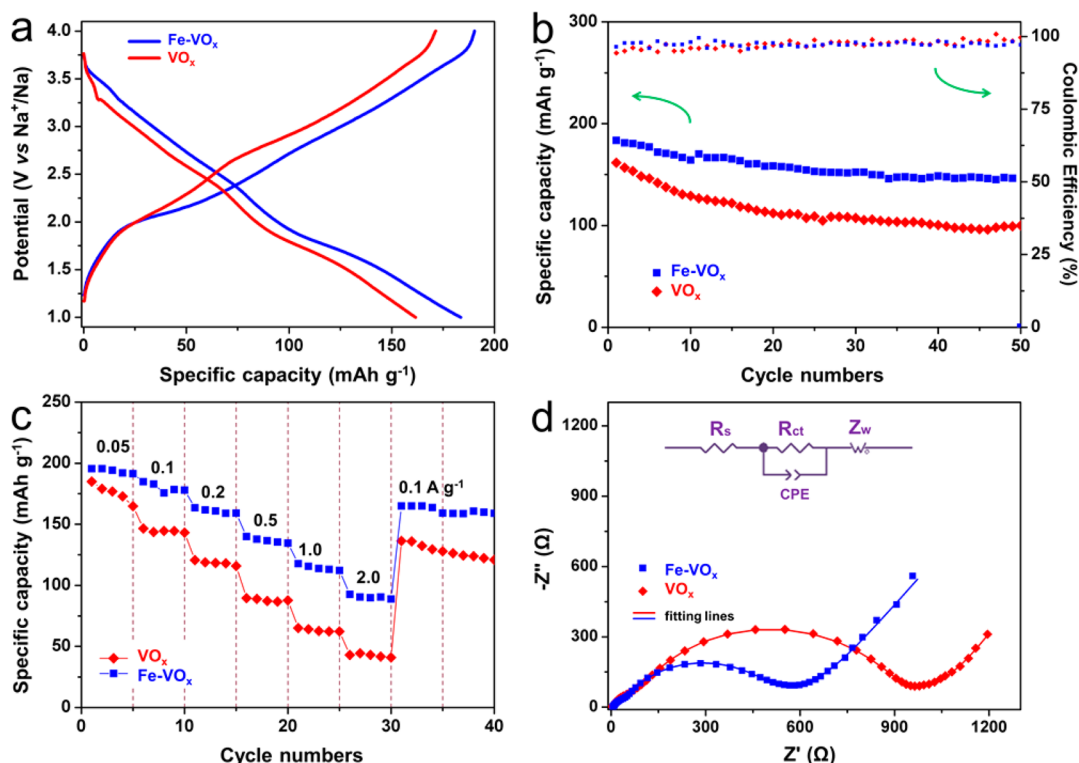 a
Potential (V vs Na⁺/Na)
4.0
3.5
3.0
2.5
2.0
1.5
1.0
Fe-VOₓ
VOₓ
0
50
100
150
200
Specific capacity (mAh g⁻¹)
b
Specific capacity (mAh g⁻¹)
300
200
100
0
Fe-VOₓ
VOₓ
100
75
50
25
0
Coulombic Efficiency (%)
0
10
20
30
40
50
Cycle numbers
c
Specific capacity (mAh g⁻¹)
250
200
150
100
50
0
0.05
0.1
0.2
0.5
1.0
2.0
0.1 A g⁻¹
VOₓ
Fe-VOₓ
0
10
20
30
40
Cycle numbers
d
-Z'' (Ω)
1200
900
600
300
0
Rs
Rct
Zw
s
CPE
Fe-VOₓ
VOₓ
fitting lines
0
300
600
900
1200
Z' (Ω)